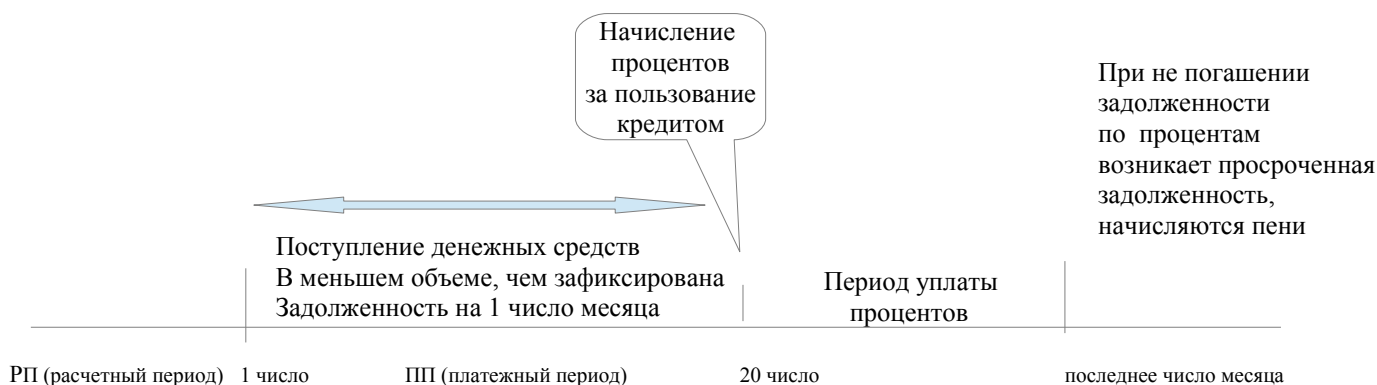 Начисление
процентов
за пользование
кредитом
При не погашении
задолженности
по процентам
возникает просроченная
задолженность,
начисляются пени
Поступление денежных средств
В меньшем объеме, чем зафиксирована
Задолженность на 1 число месяца
Период уплаты
процентов
РП (расчетный период) 1 число ПП (платежный период) 20 число последнее число месяца